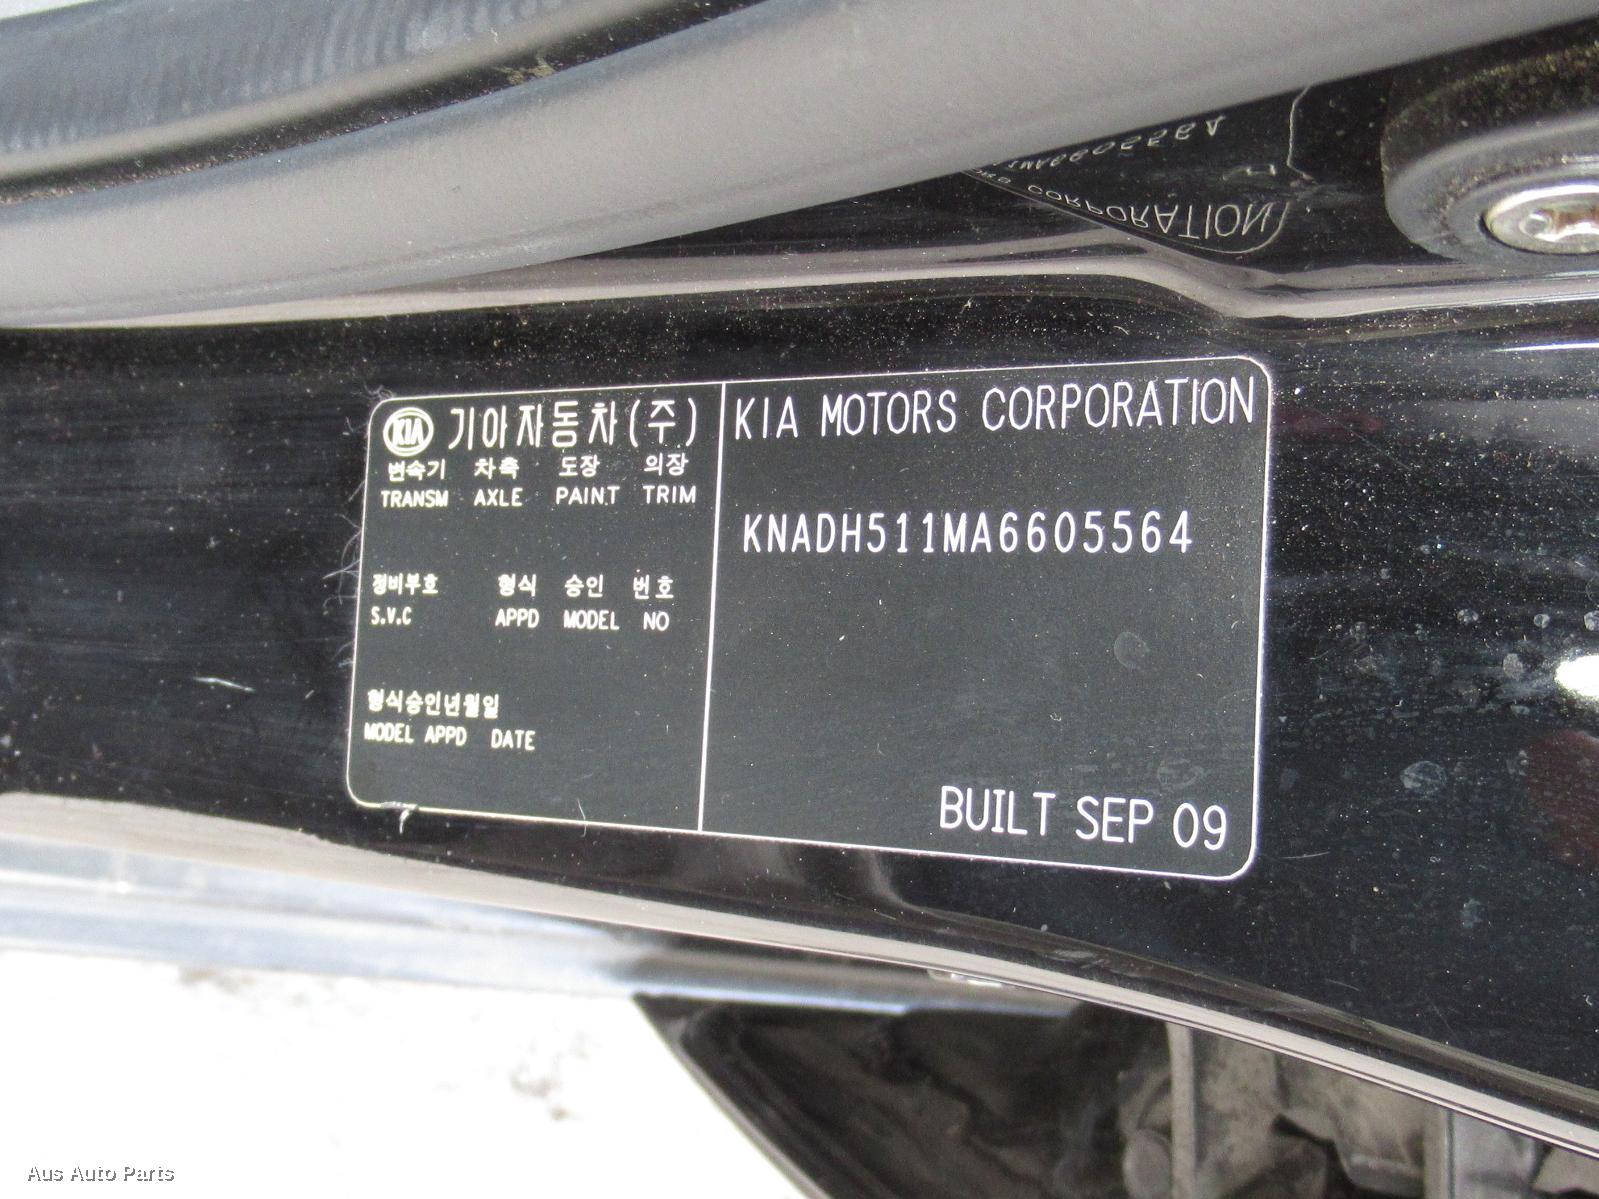 KIA 기아자동차(주)
변속기 차축 도장 의장
TRANSM AXLE PAINT TRIM
정비부호 형식 승인 번호
S.V.C APPD MODEL NO
형식승인년월일
MODEL APPD DATE
KIA MOTORS CORPORATION
KNADH511MA6605564
BUILT SEP 09
CORPORATION
Aus Auto Parts